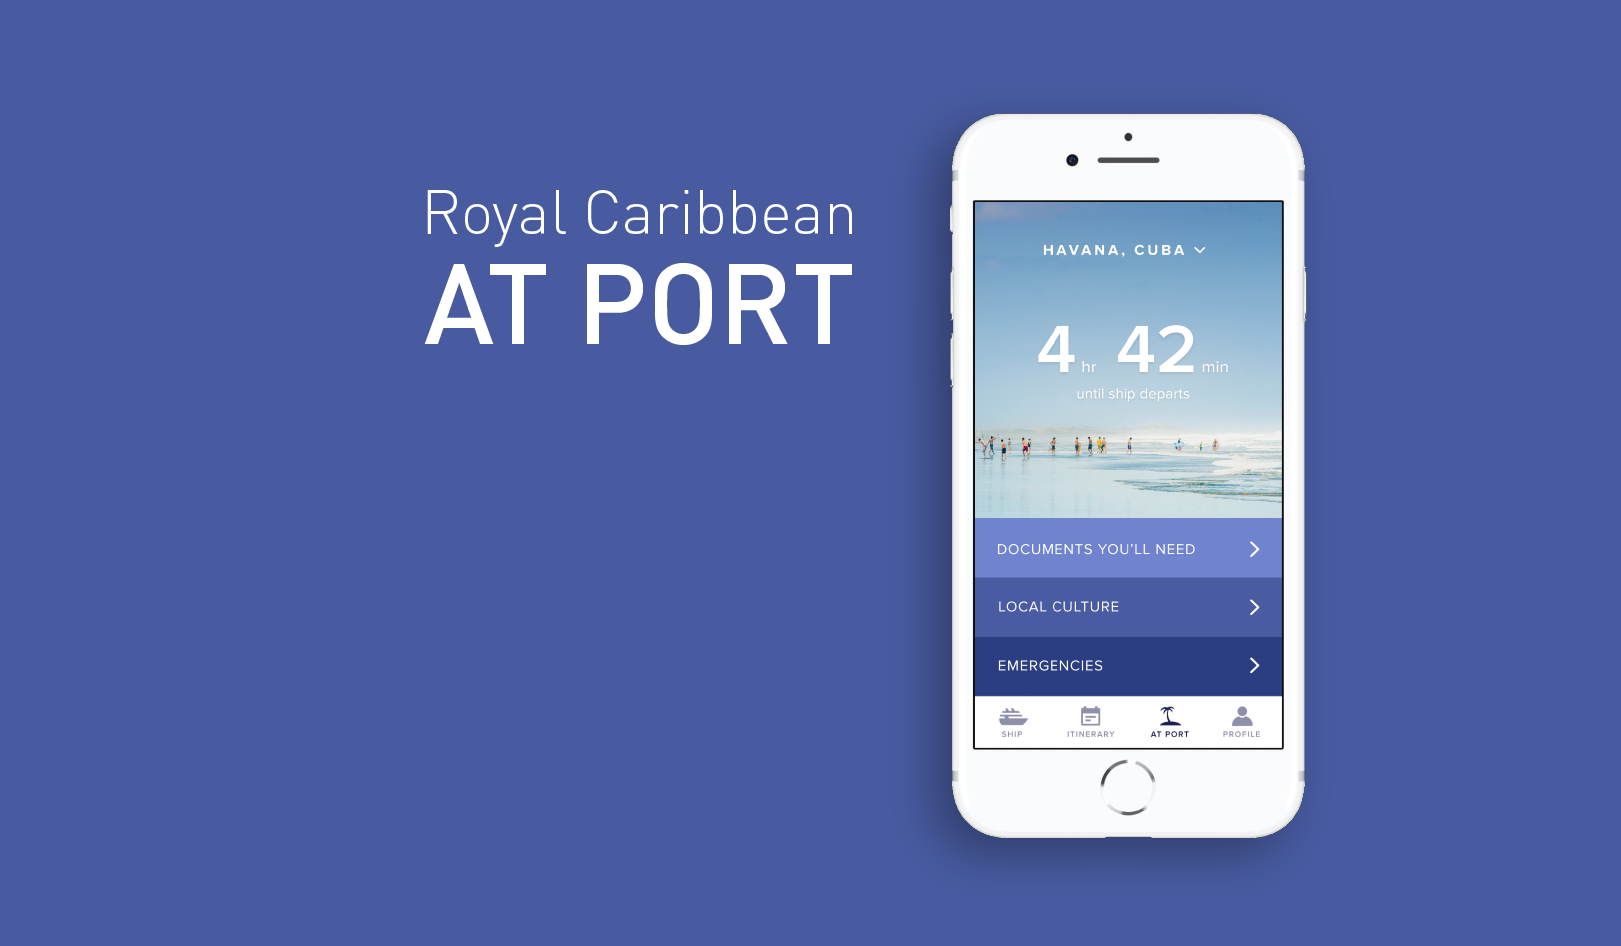 Royal Caribbean
AT PORT
HAVANA, CUBA
4 hr 42 min
until ship departs
DOCUMENTS YOU'LL NEED
LOCAL CULTURE
EMERGENCIES
SHIP ITINERARY AT PORT PROFILE